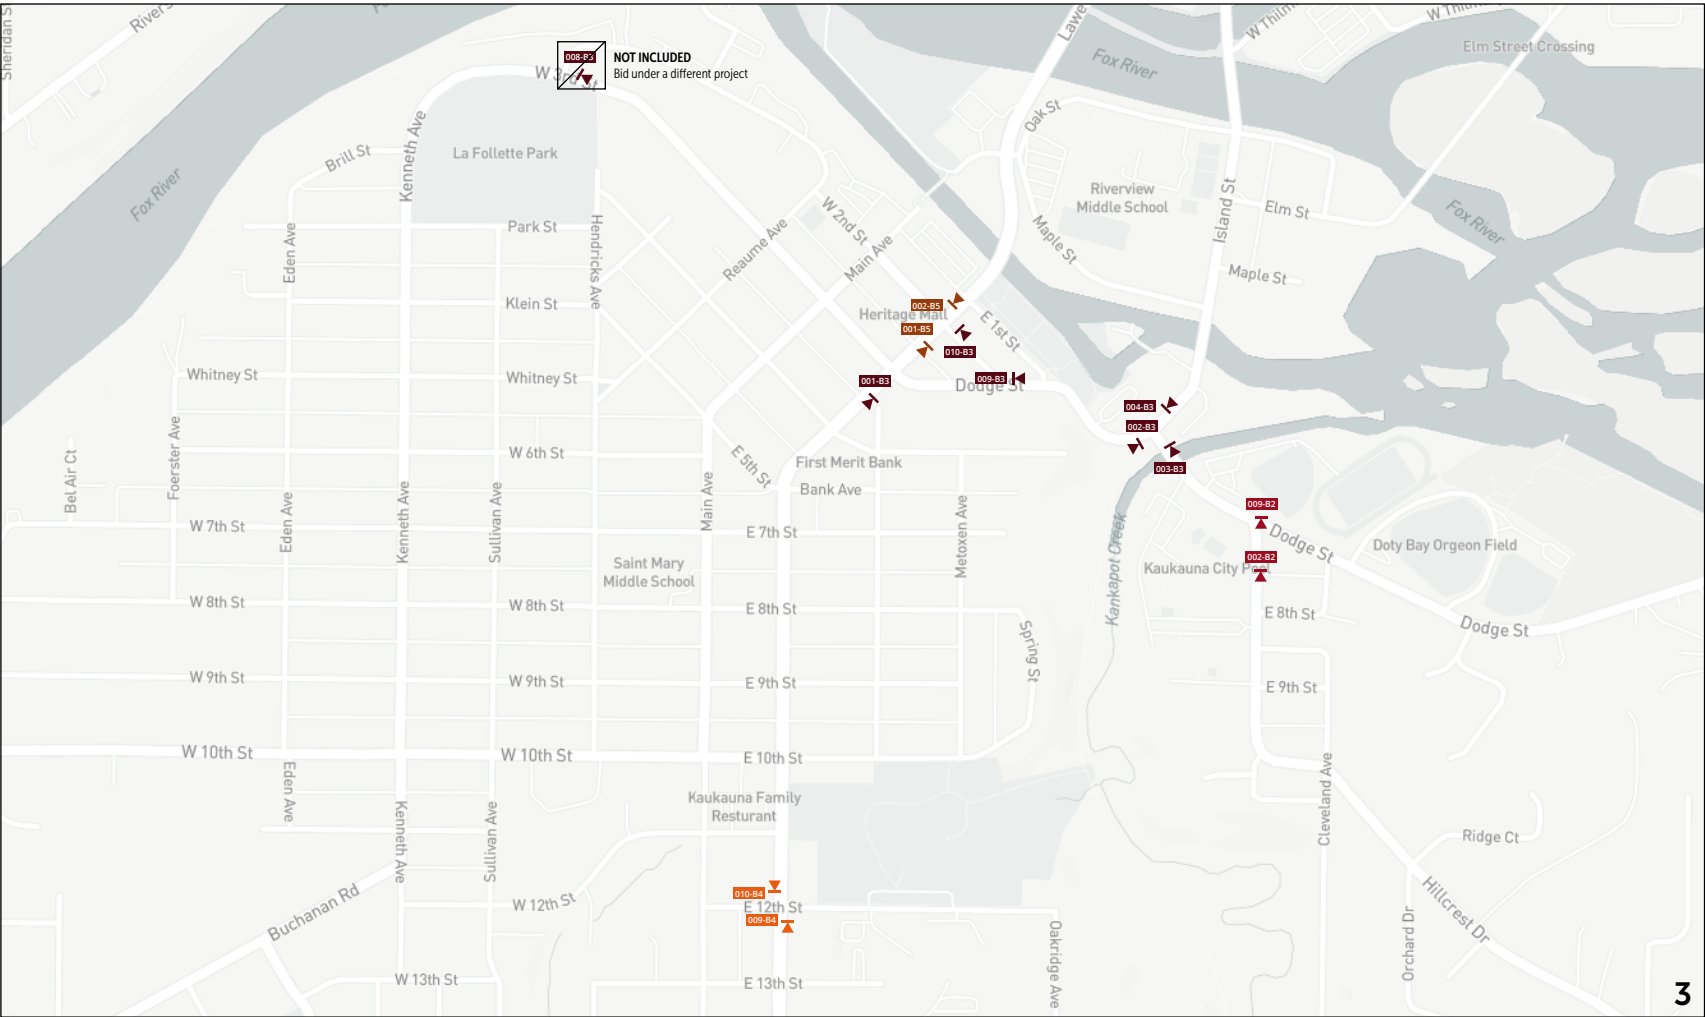 Sheridan S
Rivers
Fo
Lawe
W Thiln
W Thilm
Elm Street Crossing
008-B3
NOT INCLUDED
Bid under a different project
W 3rd St
Fox River
Oak St
Kenneth Ave
La Follette Park
Brill St
Fox River
Riverview
Middle School
Island St
Elm St
Fox River
W 2nd St
Park St
Hendricks Ave
Eden Ave
Reaume Ave
Main Ave
Maple St
Maple St
Klein St
002-B5
Heritage Mall
001-B5
E 1st St
010-B3
Whitney St
Whitney St
001-B3
009-B3
Dodge St
004-B3
002-B3
003-B3
Foerster Ave
Bel Air Ct
W 6th St
E 5th St
First Merit Bank
Bank Ave
Eden Ave
Kenneth Ave
Sullivan Ave
Main Ave
Metoxen Ave
W 7th St
E 7th St
009-B2
Dodge St
Doty Bay Orgeon Field
002-B2
Kaukauna City Pool
Kankapot Creek
Saint Mary
Middle School
W 8th St
W 8th St
E 8th St
E 8th St
Dodge St
Spring St
W 9th St
W 9th St
E 9th St
E 9th St
W 10th St
W 10th St
E 10th St
Eden Ave
Kenneth Ave
Sullivan Ave
Kaukauna Family
Resturant
Cleveland Ave
Ridge Ct
010-B4
W 12th St
E 12th St
009-B4
Buchanan Rd
Oakridge Ave
Orchard Dr
Hillcrest Dr
W 13th St
E 13th St
3